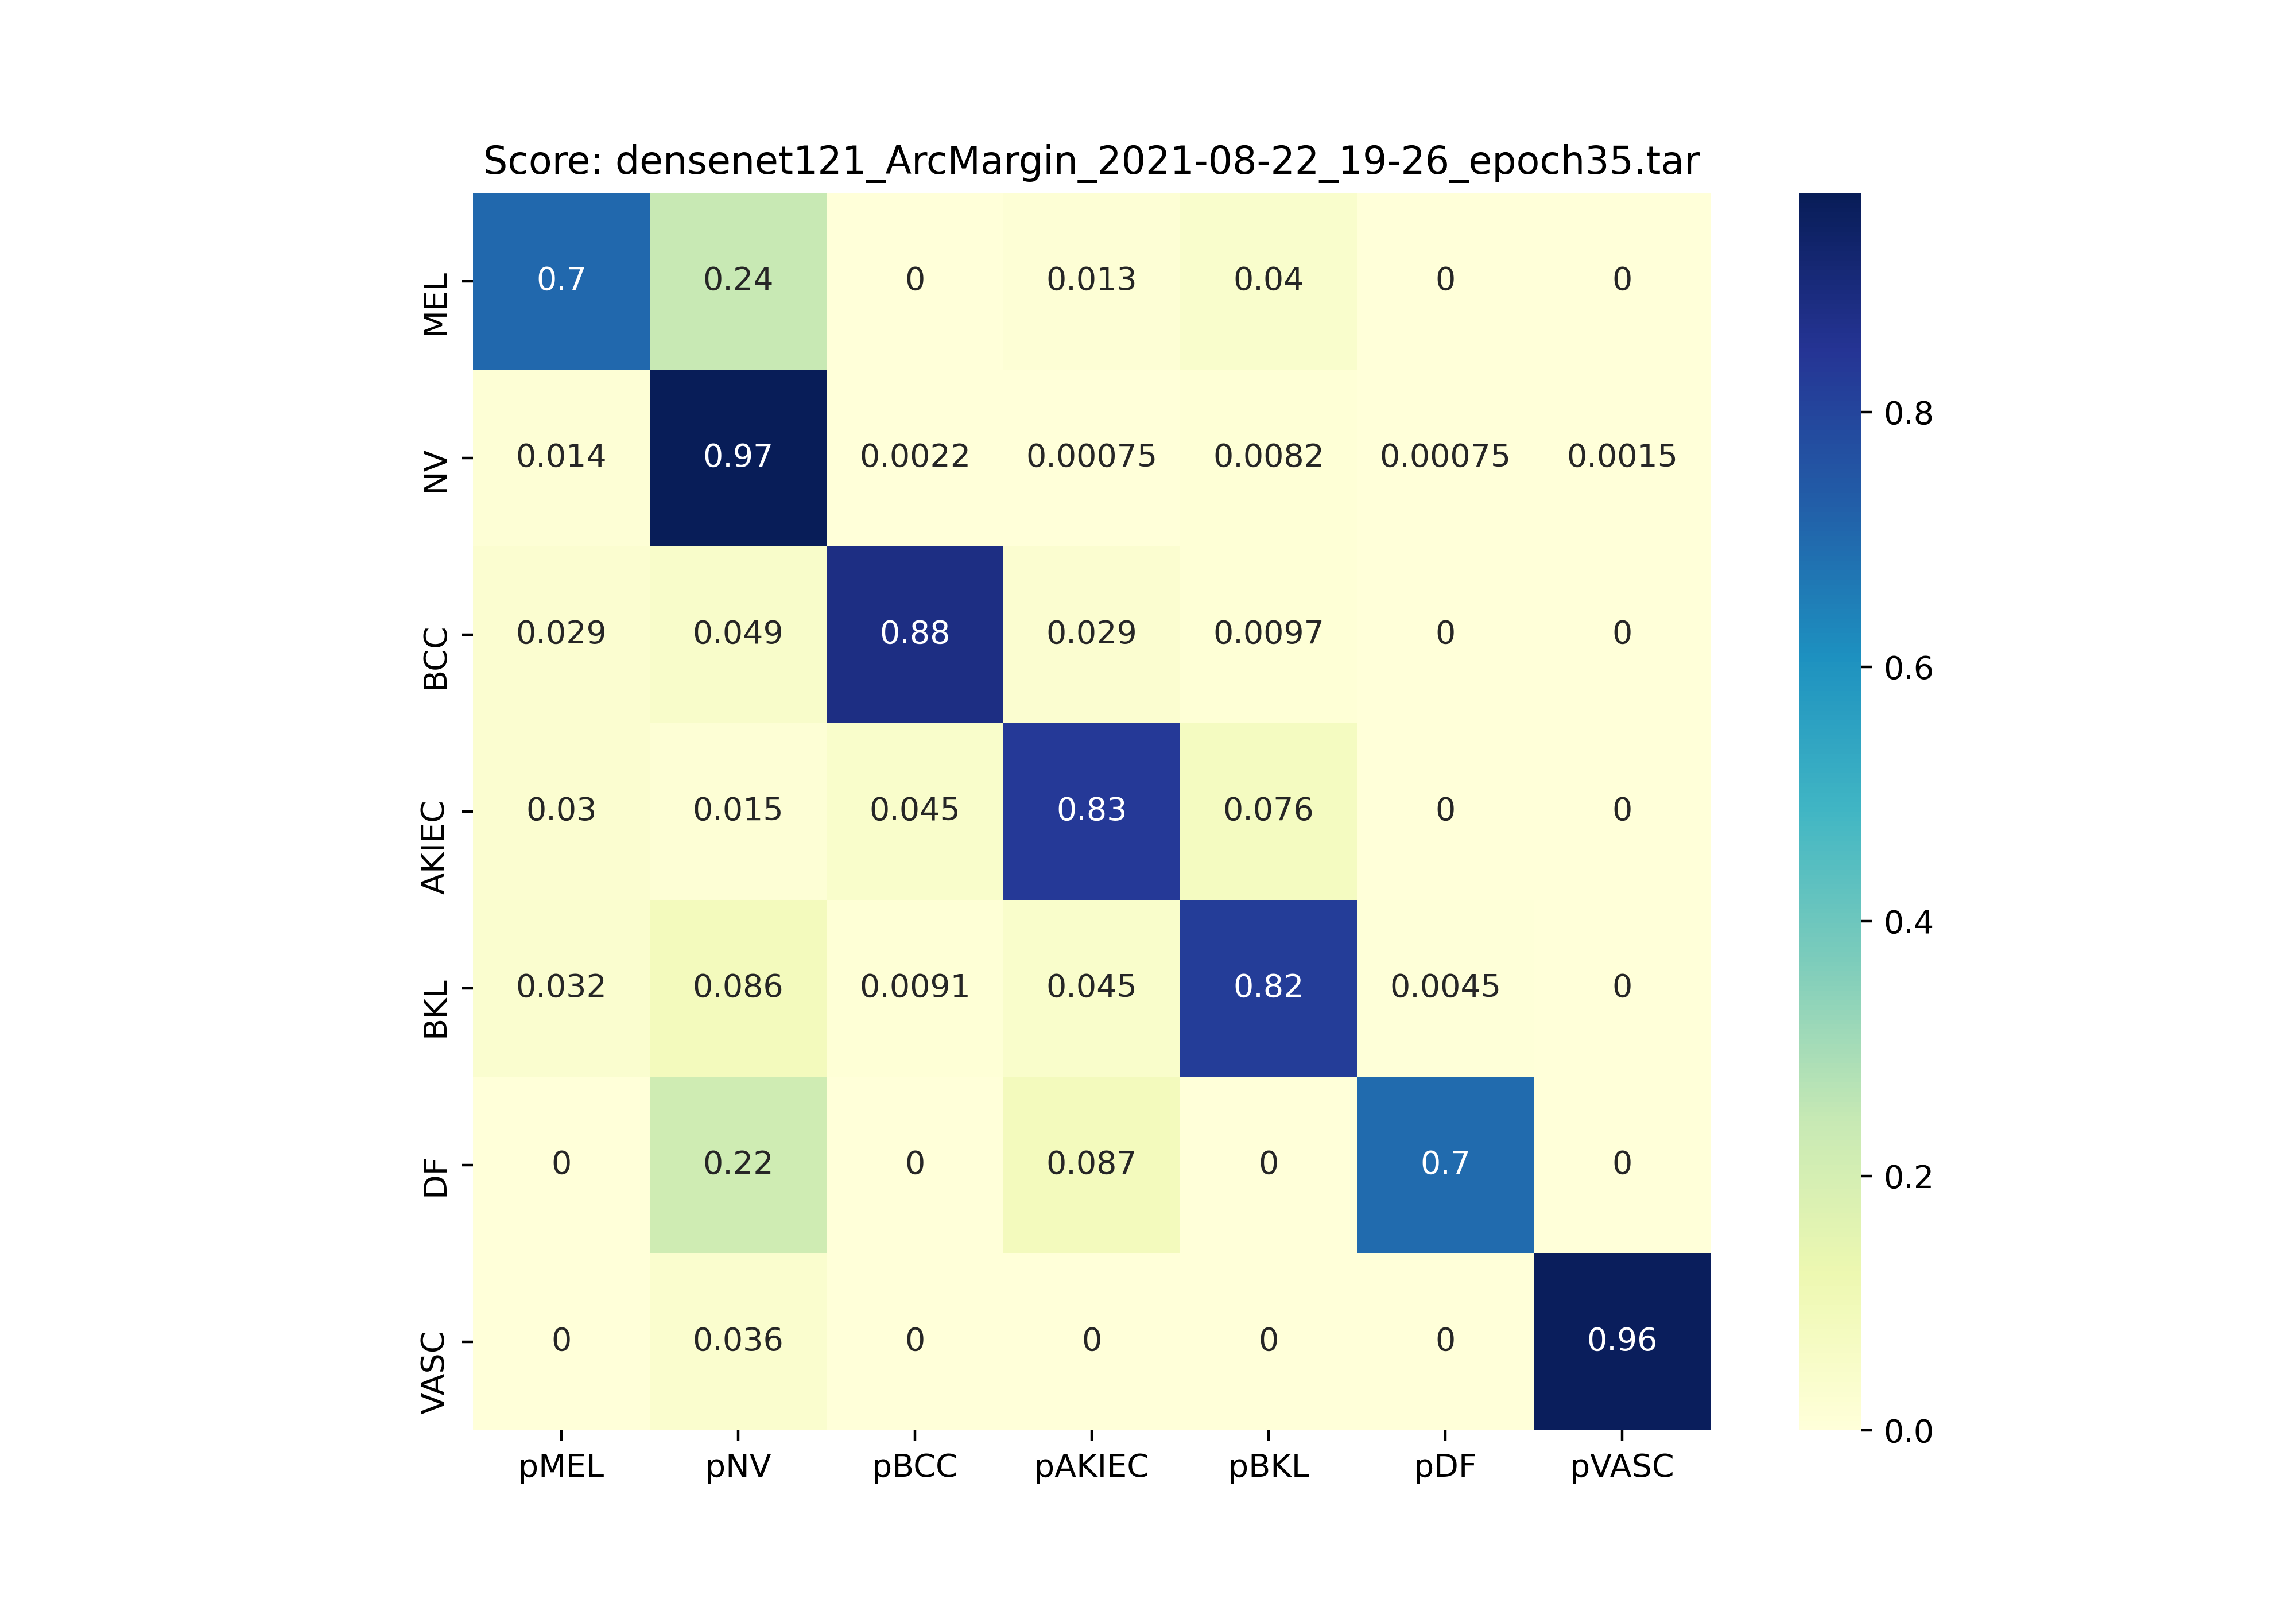 Score: densenet121_ArcMargin_2021-08-22_19-26_epoch35.tar
MEL 0.7 0.24 0 0.013 0.04 0 0
NV 0.014 0.97 0.0022 0.00075 0.0082 0.00075 0.0015
BCC 0.029 0.049 0.88 0.029 0.0097 0 0
AKIEC 0.03 0.015 0.045 0.83 0.076 0 0
BKL 0.032 0.086 0.0091 0.045 0.82 0.0045 0
DF 0 0.22 0 0.087 0 0.7 0
VASC 0 0.036 0 0 0 0 0.96
pMEL pNV pBCC pAKIEC pBKL pDF pVASC
0.8
0.6
0.4
0.2
0.0